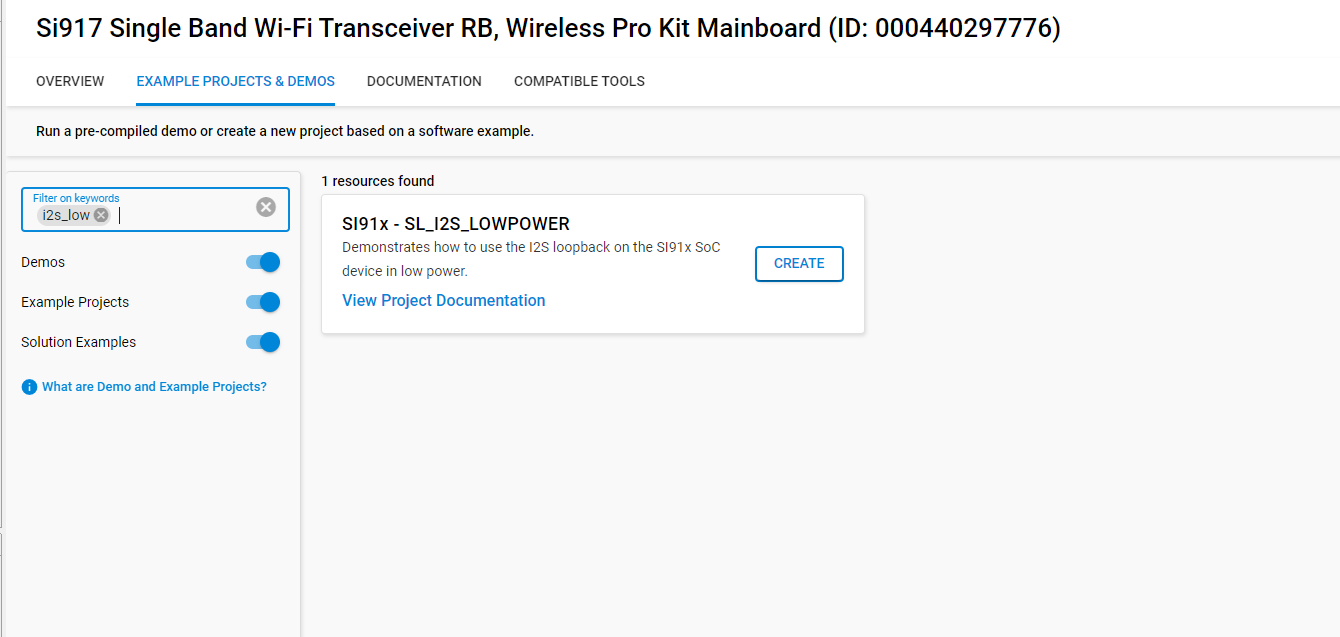 Si917 Single Band Wi-Fi Transceiver RB, Wireless Pro Kit Mainboard (ID: 000440297776)
OVERVIEW
EXAMPLE PROJECTS & DEMOS
DOCUMENTATION
COMPATIBLE TOOLS
Run a pre-compiled demo or create a new project based on a software example.
Filter on keywords
i2s_low
Demos
Example Projects
Solution Examples
What are Demo and Example Projects?
1 resources found
SI91x - SL_I2S_LOWPOWER
Demonstrates how to use the I2S loopback on the SI91x SoC
device in low power.
View Project Documentation
CREATE